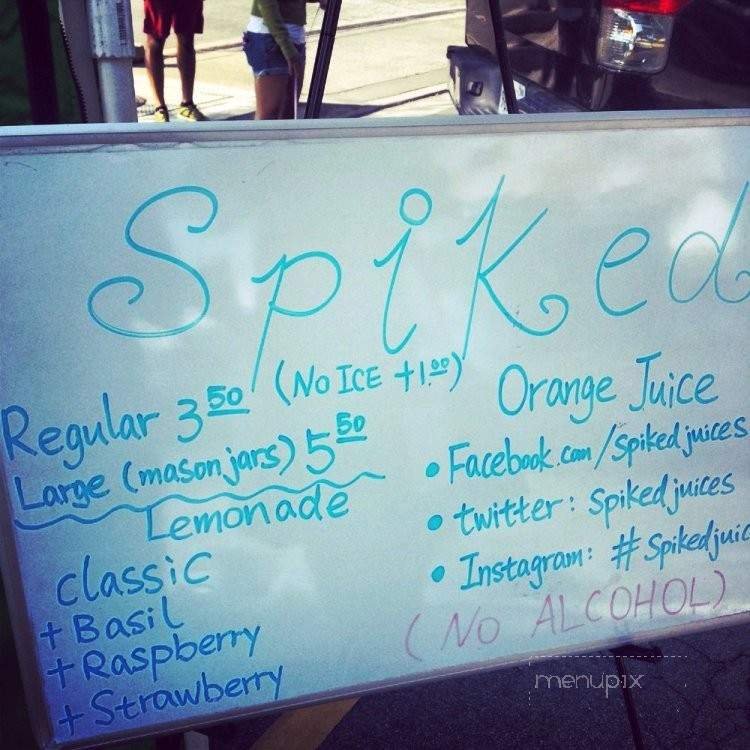 Spiked
Regular 3.50 (No ICE +1.00)
Large (mason jars) 5.50
Lemonade
classic
+ Basil
+ Raspberry
+ Strawberry
Orange Juice
• Facebook.com/Spikedjuices
• twitter: Spikedjuices
• Instagram: #Spikedjuic
(NO ALCOHOL)
menupix